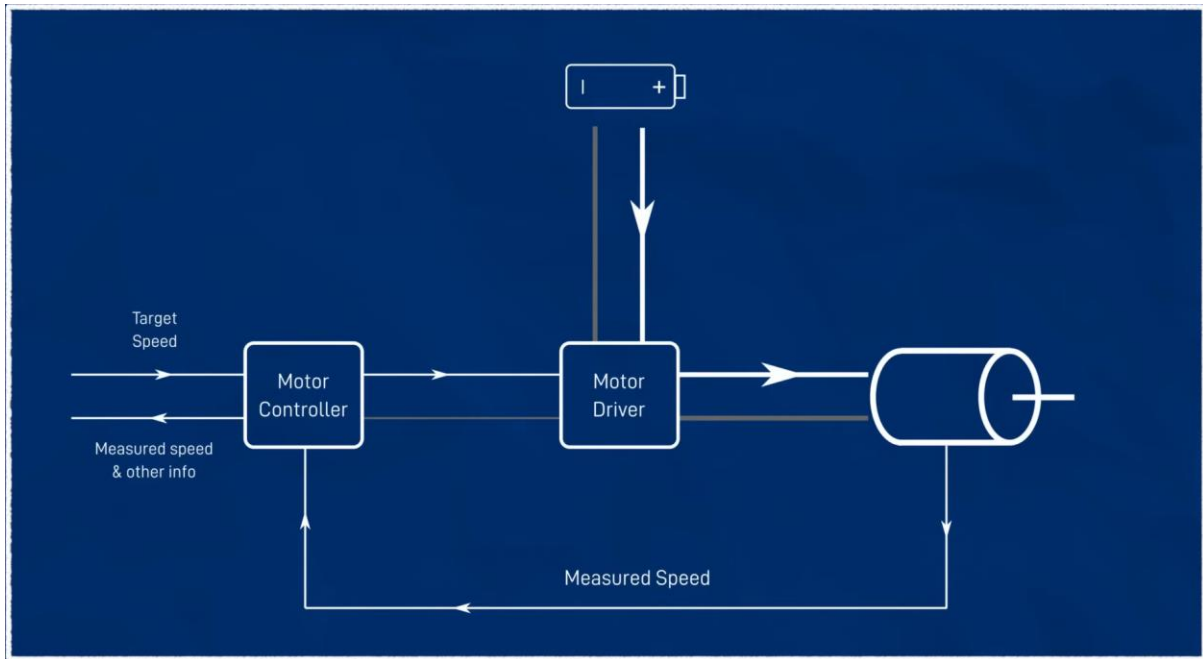 Target
Speed
Motor
Controller
Motor
Driver
Measured speed
& other info
Measured Speed